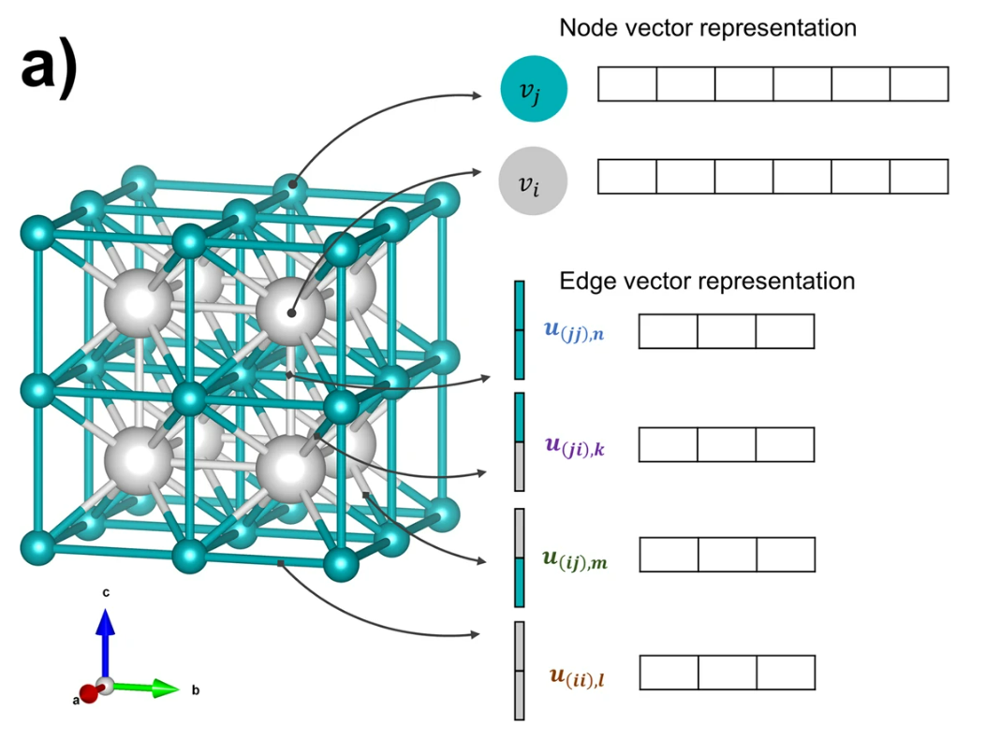 a)
Node vector representation
v_j
v_i
Edge vector representation
u_(jj),n
u_(ji),k
u_(ij),m
u_(ii),l
c
b
a